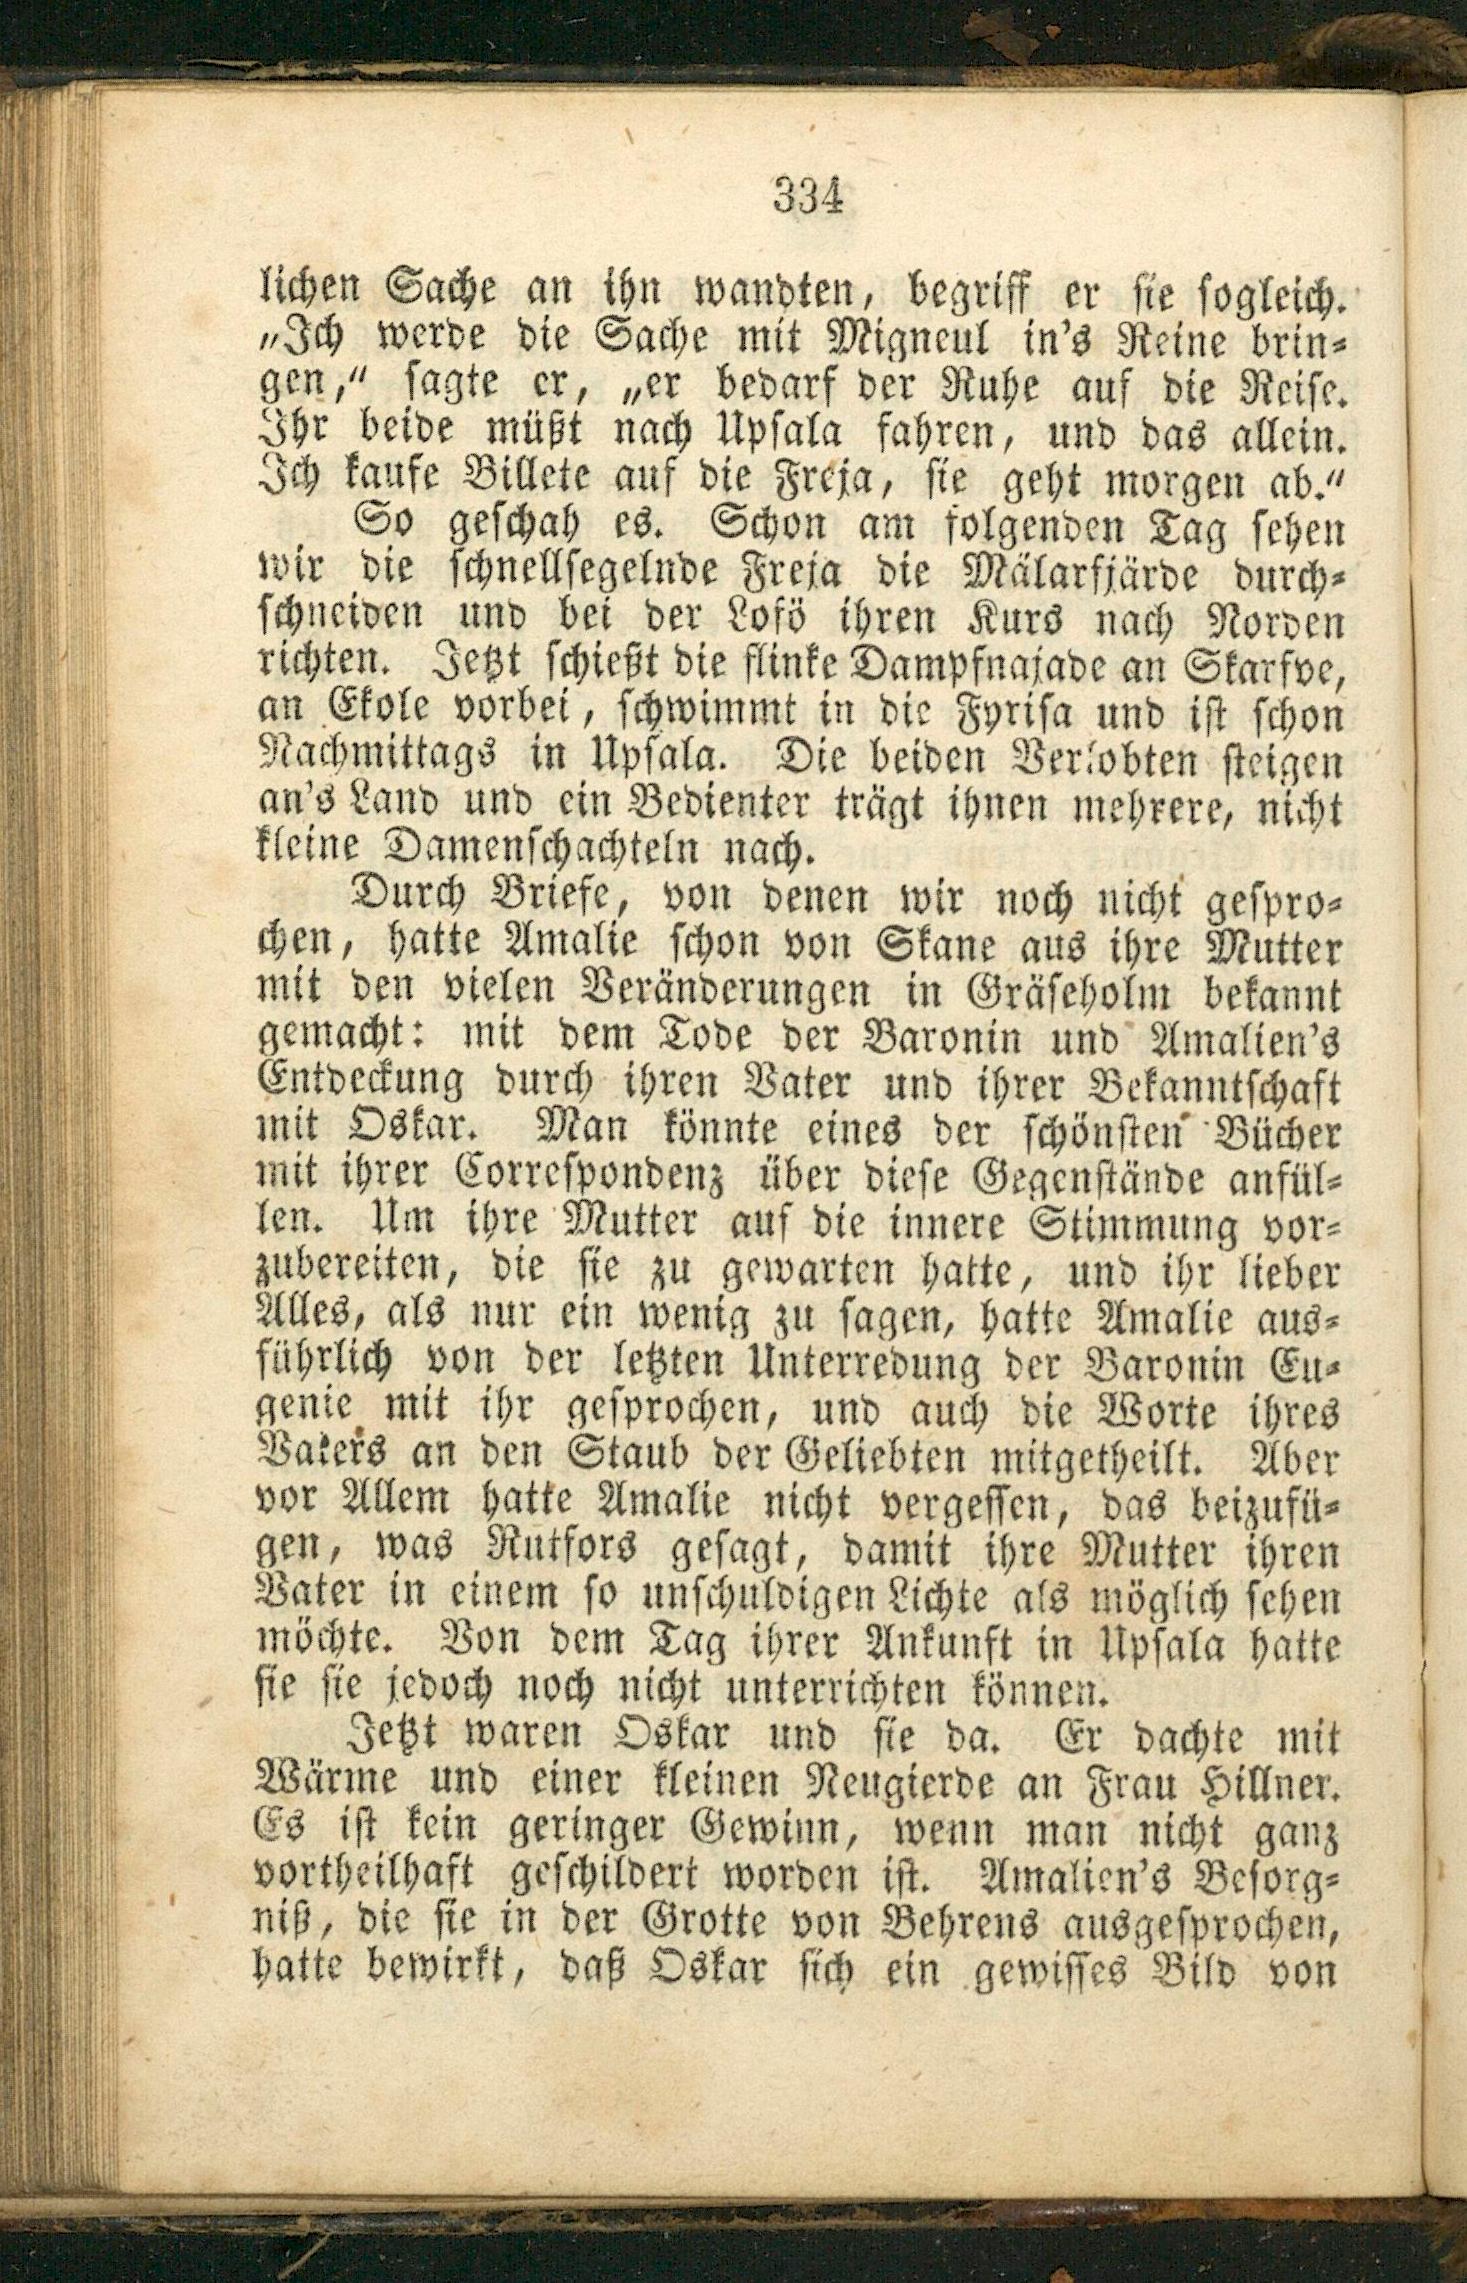 334
lichen Sache an ihn wandten, begriff er sie sogleich.
„Ich werde die Sache mit Migneul in's Reine brin-
gen,“ sagte er, „er bedarf der Ruhe auf die Reise.
Ihr beide müßt nach Upsala fahren, und das allein.
Ich kaufe Billete auf die Freja, sie geht morgen ab.“
So geschah es. Schon am folgenden Tag sehen
wir die schnellsegelnde Freja die Mälarfjärde durch-
schneiden und bei der Lofö ihren Kurs nach Norden
richten. Jetzt schießt die flinke Dampfnajade an Skarfve,
an Ekole vorbei, schwimmt in die Fyrisa und ist schon
Nachmittags in Upsala. Die beiden Verlobten steigen
an's Land und ein Bedienter trägt ihnen mehrere, nicht
kleine Damenschachteln nach.
Durch Briefe, von denen wir noch nicht gespro-
chen, hatte Amalie schon von Skane aus ihre Mutter
mit den vielen Veränderungen in Gräseholm bekannt
gemacht: mit dem Tode der Baronin und Amalien's
Entdeckung durch ihren Vater und ihrer Bekanntschaft
mit Oskar. Man könnte eines der schönsten Bücher
mit ihrer Correspondenz über diese Gegenstände anfül-
len. Um ihre Mutter auf die innere Stimmung vor-
zubereiten, die sie zu gewarten hatte, und ihr lieber
Alles, als nur ein wenig zu sagen, hatte Amalie aus-
führlich von der letzten Unterredung der Baronin Eu-
genie mit ihr gesprochen, und auch die Worte ihres
Vaters an den Staub der Geliebten mitgetheilt. Aber
vor Allem hatte Amalie nicht vergessen, das beizufü-
gen, was Rutfors gesagt, damit ihre Mutter ihren
Vater in einem so unschuldigen Lichte als möglich sehen
möchte. Von dem Tag ihrer Ankunft in Upsala hatte
sie sie jedoch noch nicht unterrichten können.
Jetzt waren Oskar und sie da. Er dachte mit
Wärme und einer kleinen Neugierde an Frau Hillner.
Es ist kein geringer Gewinn, wenn man nicht ganz
vortheilhaft geschildert worden ist. Amalien's Besorg-
niß, die sie in der Grotte von Behrens ausgesprochen,
hatte bewirkt, daß Oskar sich ein gewisses Bild von